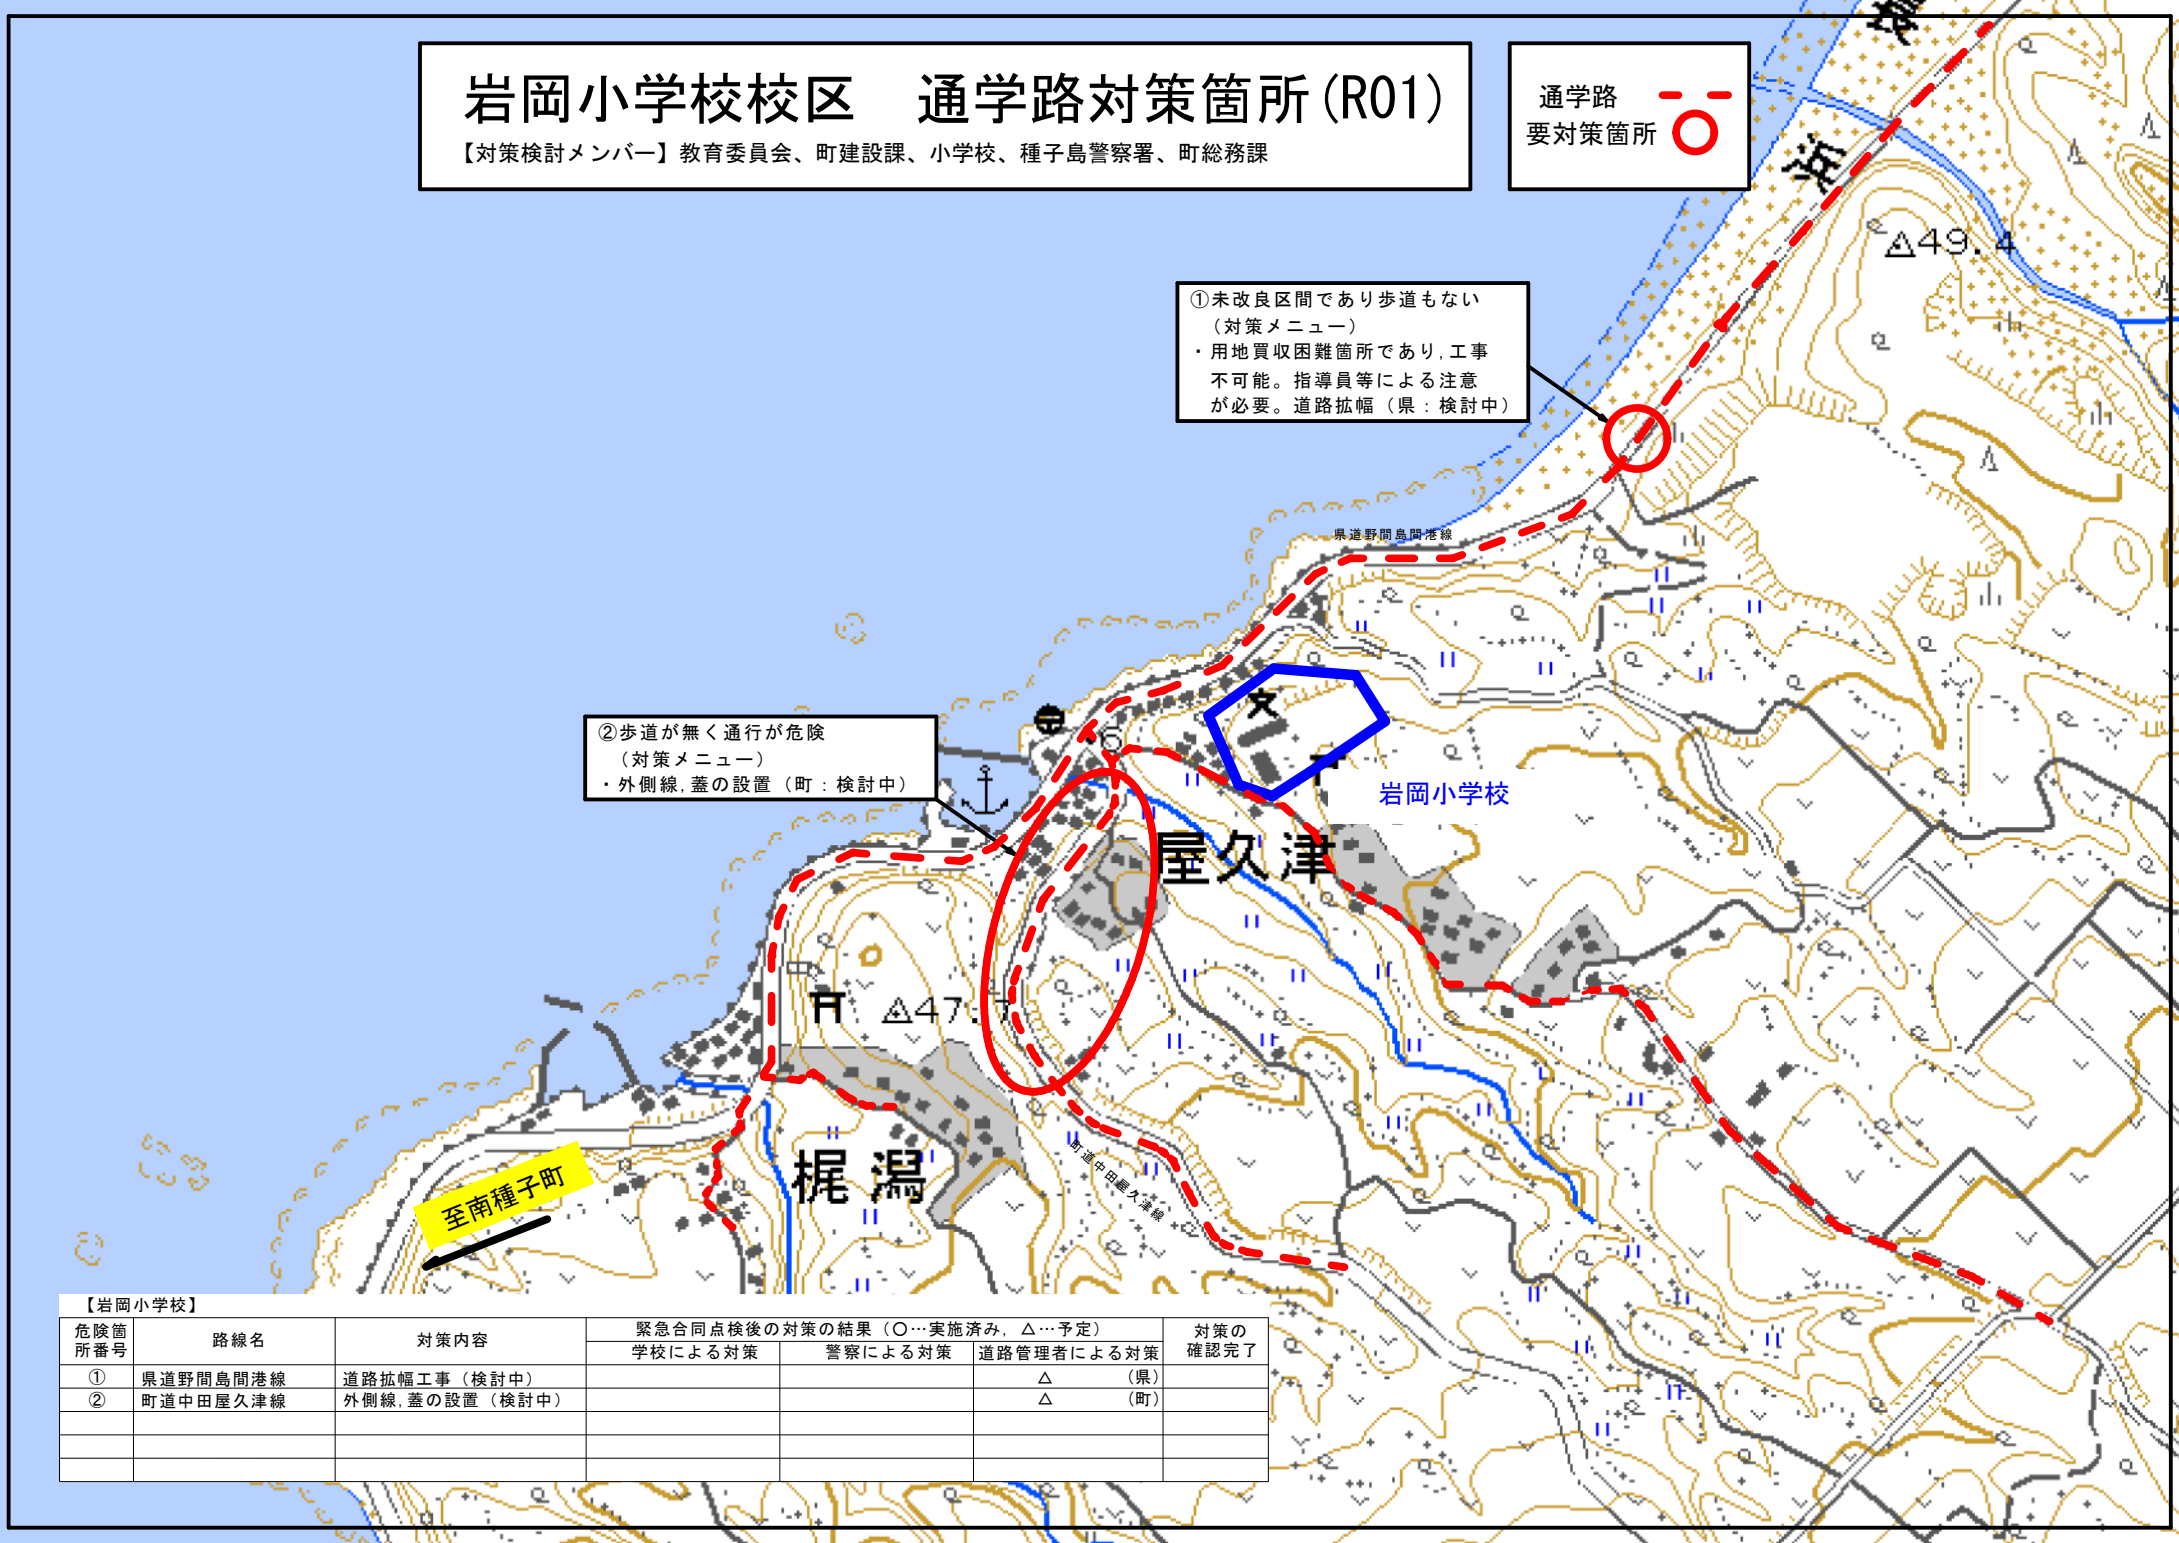 岩岡小学校校区　通学路対策箇所(R01)
【対策検討メンバー】教育委員会、町建設課、小学校、種子島警察署、町総務課
通学路
要対策箇所
浜
△49.4
①未改良区間であり歩道もない
（対策メニュー）
・用地買収困難箇所であり,工事
不可能。指導員等による注意
が必要。道路拡幅（県：検討中）
県道野間島間港線
②歩道が無く通行が危険
（対策メニュー）
・外側線,蓋の設置（町：検討中）
岩岡小学校
屋久津
△47.7
梶潟
町道中田屋久津線
至南種子町
【岩岡小学校】
危険箇所番号　路線名　対策内容　緊急合同点検後の対策の結果（○…実施済み, △…予定）　対策の確認完了
学校による対策　警察による対策　道路管理者による対策
①　県道野間島間港線　道路拡幅工事（検討中）　△　（県）
②　町道中田屋久津線　外側線,蓋の設置（検討中）　△　（町）